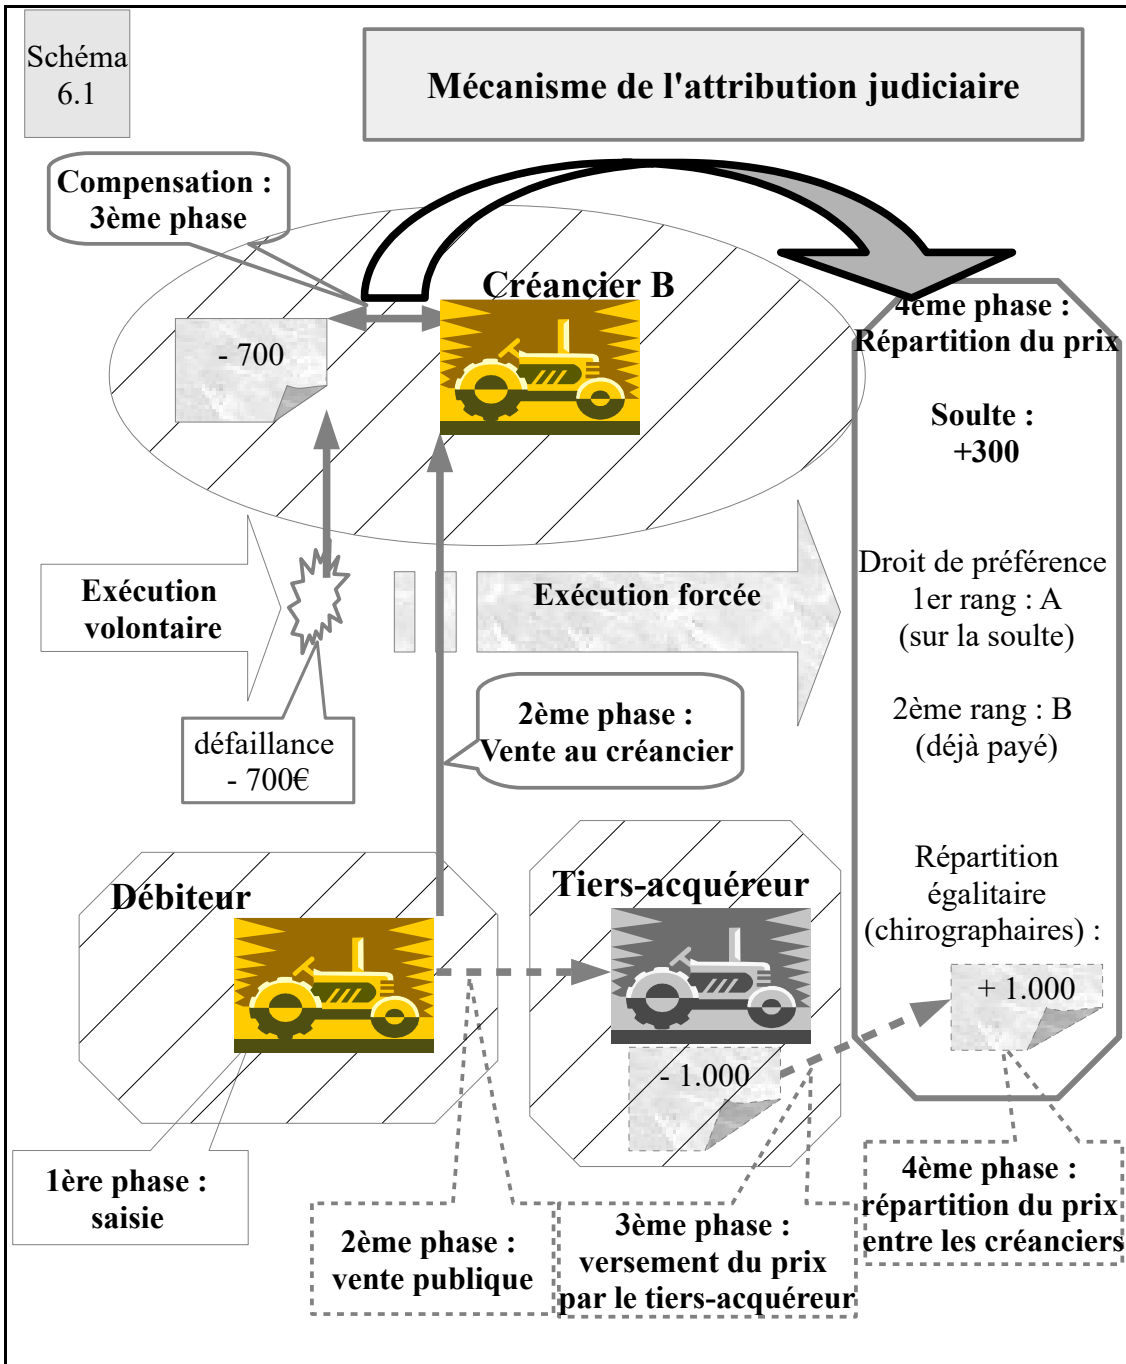 Schéma
6.1
Mécanisme de l'attribution judiciaire
Compensation :
3ème phase
Créancier B
- 700
4ème phase :
Répartition du prix
Soulte :
+300
Droit de préférence
1er rang : A
(sur la soulte)
2ème rang : B
(déjà payé)
Répartition
égalitaire
(chirographaires) :
+ 1.000
Exécution
volontaire
Exécution forcée
défaillance
- 700€
2ème phase :
Vente au créancier
Débiteur
Tiers-acquéreur
- 1.000
1ère phase :
saisie
2ème phase :
vente publique
3ème phase :
versement du prix
par le tiers-acquéreur
4ème phase :
répartition du prix
entre les créanciers